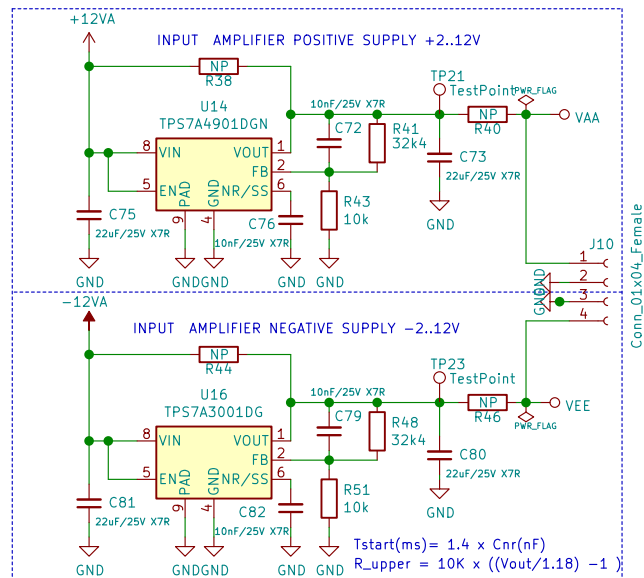 +12VA
INPUT AMPLIFIER POSITIVE SUPPLY +2..12V
NP
R38
TP21
TestPoint
PWR_FLAG
U14
TPS7A4901DGN
10nF/25V X7R
C72
R41
32k4
NP
R40
VAA
8 VIN
VOUT 1
FB 2
5 EN
NR/SS 6
PAD
GND
9
4
C73
22uF/25V X7R
GND
C75
22uF/25V X7R
C76
10nF/25V X7R
R43
10k
GND
GND
GND
GND
GND
J10
Conn_01x04_Female
1
2
3
4
GND
GND
-12VA
INPUT AMPLIFIER NEGATIVE SUPPLY -2..12V
NP
R44
TP23
TestPoint
U16
TPS7A3001DG
10nF/25V X7R
C79
R48
32k4
NP
R46
VEE
PWR_FLAG
8 VIN
VOUT 1
FB 2
5 EN
NR/SS 6
PAD
GND
9
4
C80
22uF/25V X7R
GND
C81
22uF/25V X7R
C82
10nF/25V X7R
R51
10k
GND
GND
GND
GND
GND
Tstart(ms)= 1.4 x Cnr(nF)
R_upper = 10K x ((Vout/1.18) -1 )